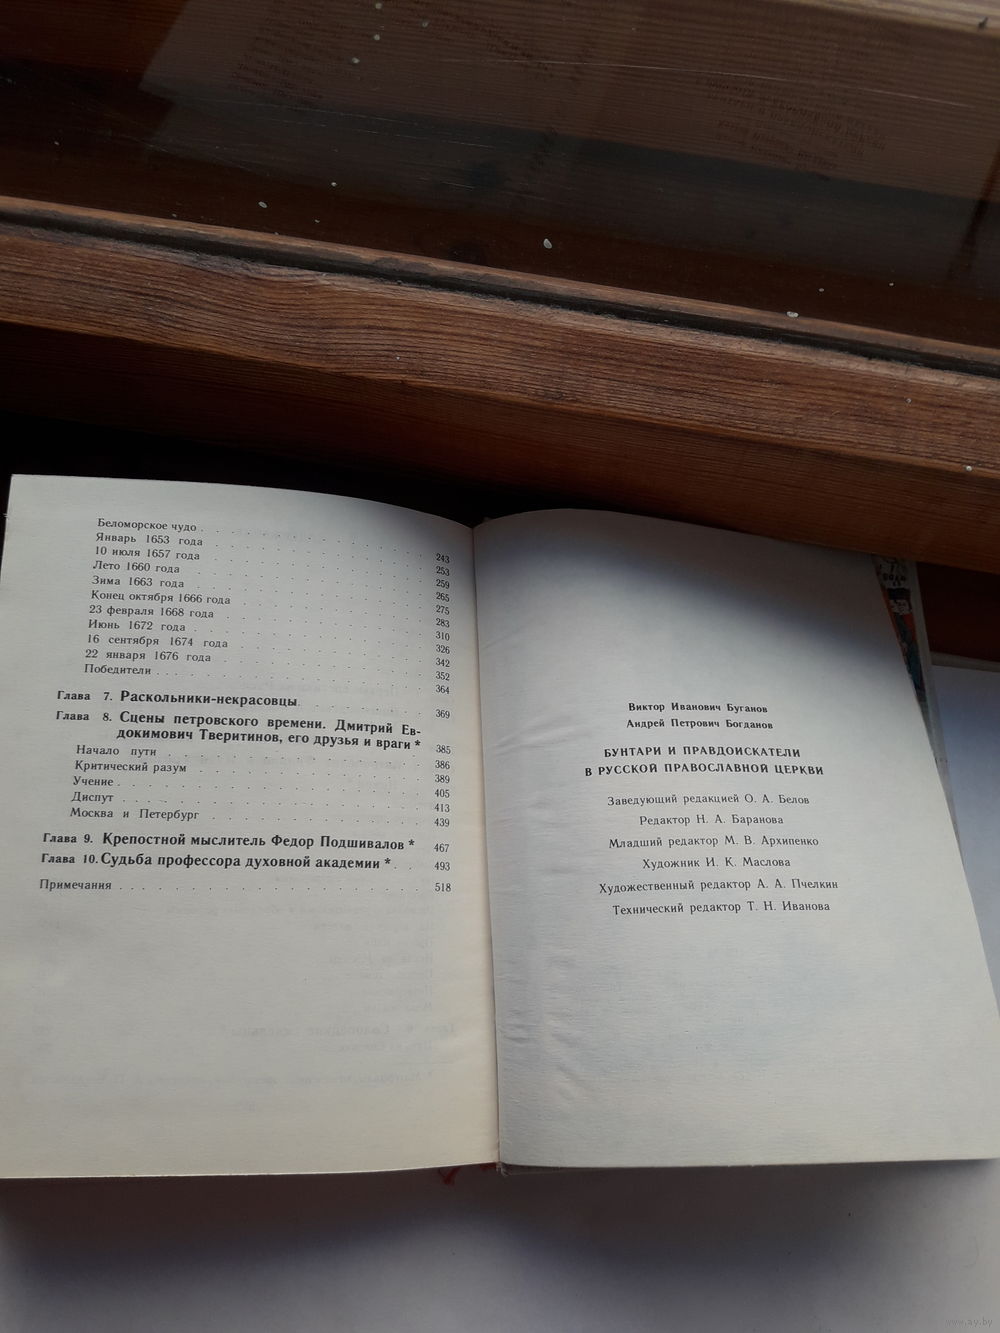 Беломорское чудо . . . . . . . . . 243
Январь 1653 года . . . . . . . . . 253
10 июля 1657 года . . . . . . . . . 259
Лето 1660 года . . . . . . . . . 265
Зима 1663 года . . . . . . . . . 275
Конец октября 1666 года . . . . . . . . . 283
23 февраля 1668 года . . . . . . . . . 310
Июнь 1672 года . . . . . . . . . 326
16 сентября 1674 года . . . . . . . . . 342
22 января 1676 года . . . . . . . . . 352
Победители . . . . . . . . . 364
Глава 7. Раскольники-некрасовцы . . . . . . 369
Глава 8. Сцены петровского времени. Дмитрий Ев-
докимович Тверитинов, его друзья и враги * 385
Начало пути . . . . . . . . . 386
Критический разум . . . . . . . . . 389
Учение . . . . . . . . . 405
Диспут . . . . . . . . . 413
Москва и Петербург . . . . . . . . . 439
Глава 9. Крепостной мыслитель Федор Подшивалов * 467
Глава 10. Судьба профессора духовной академии * . . 493
Примечания . . . . . . . . . 518
Виктор Иванович Буганов
Андрей Петрович Богданов
БУНТАРИ И ПРАВДОИСКАТЕЛИ
В РУССКОЙ ПРАВОСЛАВНОЙ ЦЕРКВИ
Заведующий редакцией О. А. Белов
Редактор Н. А. Баранова
Младший редактор М. В. Архипенко
Художник И. К. Маслова
Художественный редактор А. А. Пчелкин
Технический редактор Т. Н. Иванова
www.ay.by